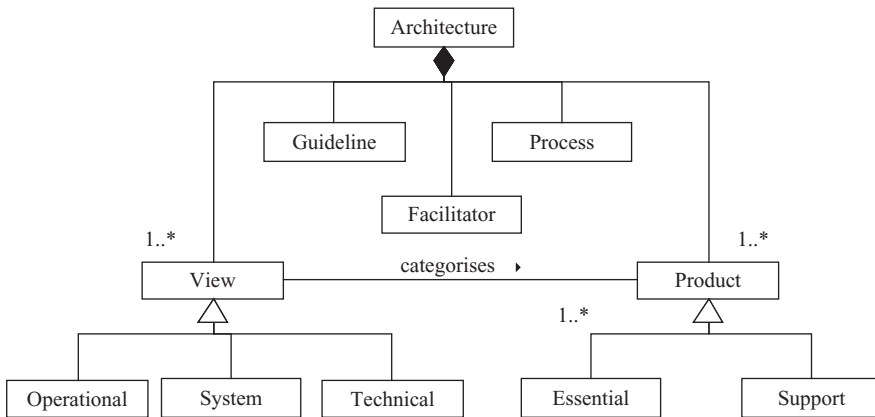 Architecture
Guideline
Process
Facilitator
1..*
1..*
View
categorises
Product
1..*
Operational
System
Technical
Essential
Support